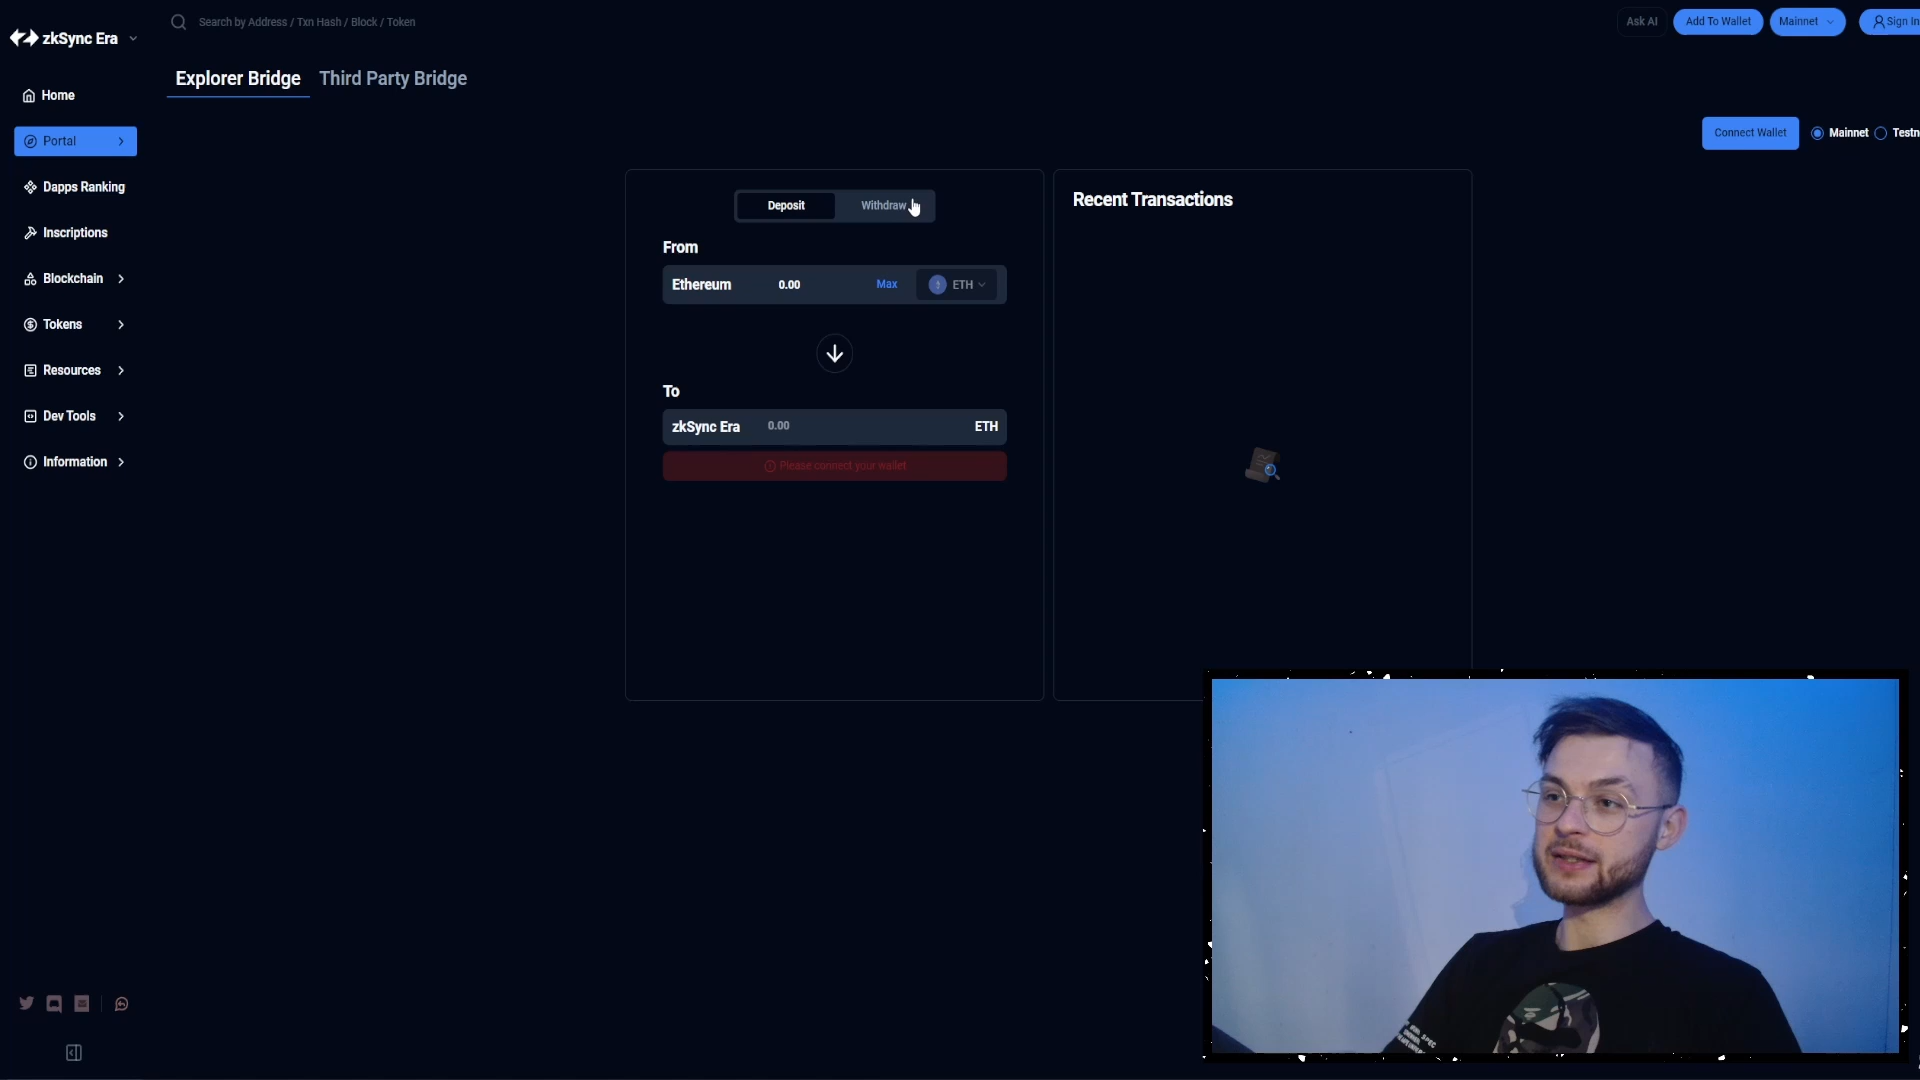 zkSync Era
Search by Address / Txn Hash / Block / Token
Ask AI
Add To Wallet
Mainnet
Sign In
Explorer Bridge
Third Party Bridge
Home
Portal
Dapps Ranking
Inscriptions
Blockchain
Tokens
Resources
Dev Tools
Information
Connect Wallet
Mainnet
Testn
Deposit
Withdraw
From
Ethereum 0.00 Max ETH
To
zkSync Era 0.00 ETH
Please connect your wallet
Recent Transactions